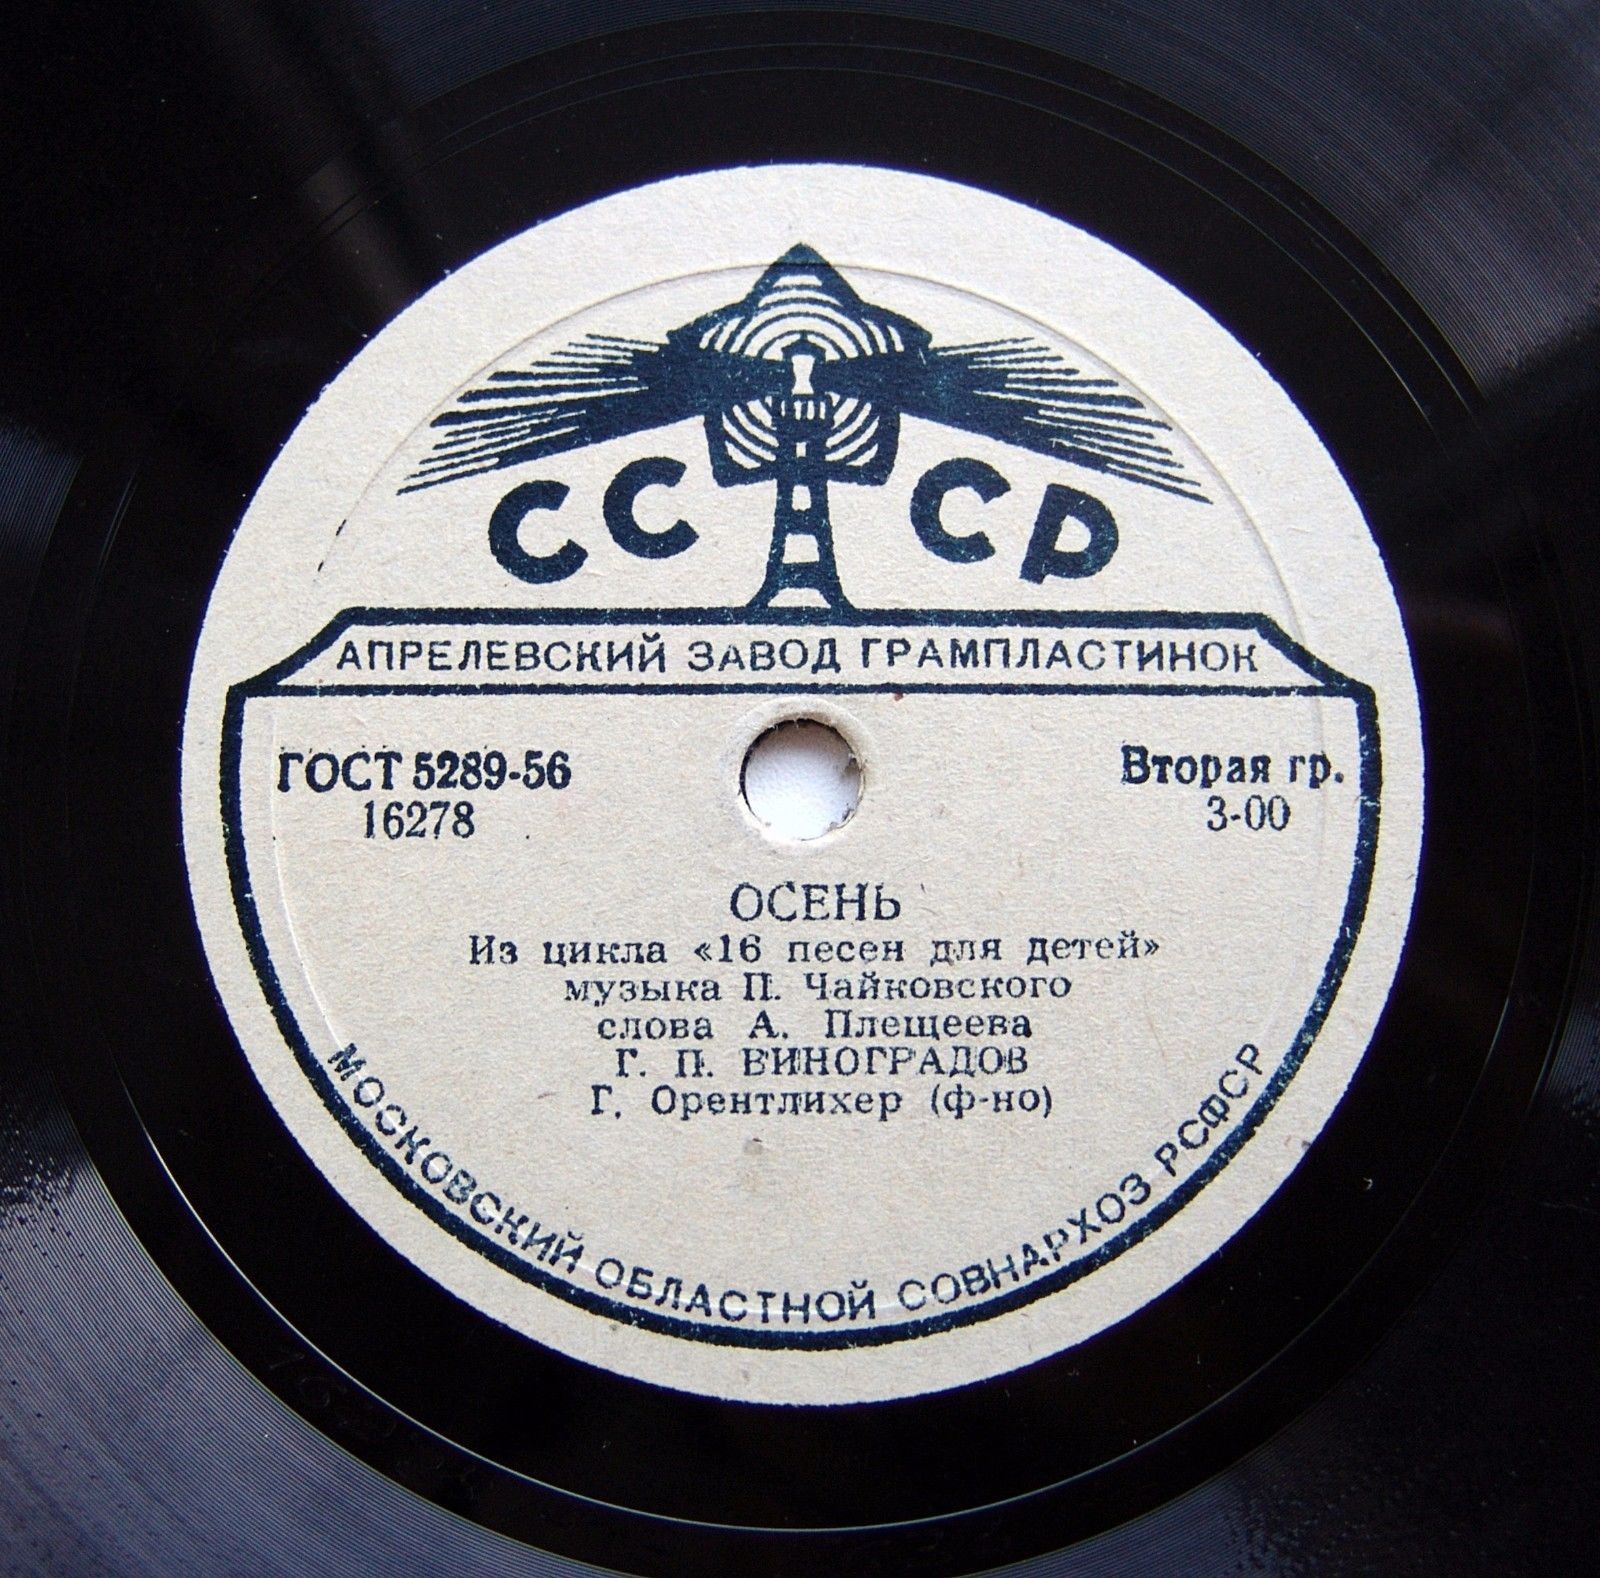 СССР
АПРЕЛЕВСКИЙ ЗАВОД ГРАМПЛАСТИНОК
ГОСТ 5289-56
16278
Вторая гр.
3-00
ОСЕНЬ
Из цикла «16 песен для детей»
музыка П. Чайковского
слова А. Плещеева
Г. П. ВИНОГРАДОВ
Г. Орентлихер (ф-но)
МОСКОВСКИЙ ОБЛАСТНОЙ СОВНАРХОЗ РСФСР